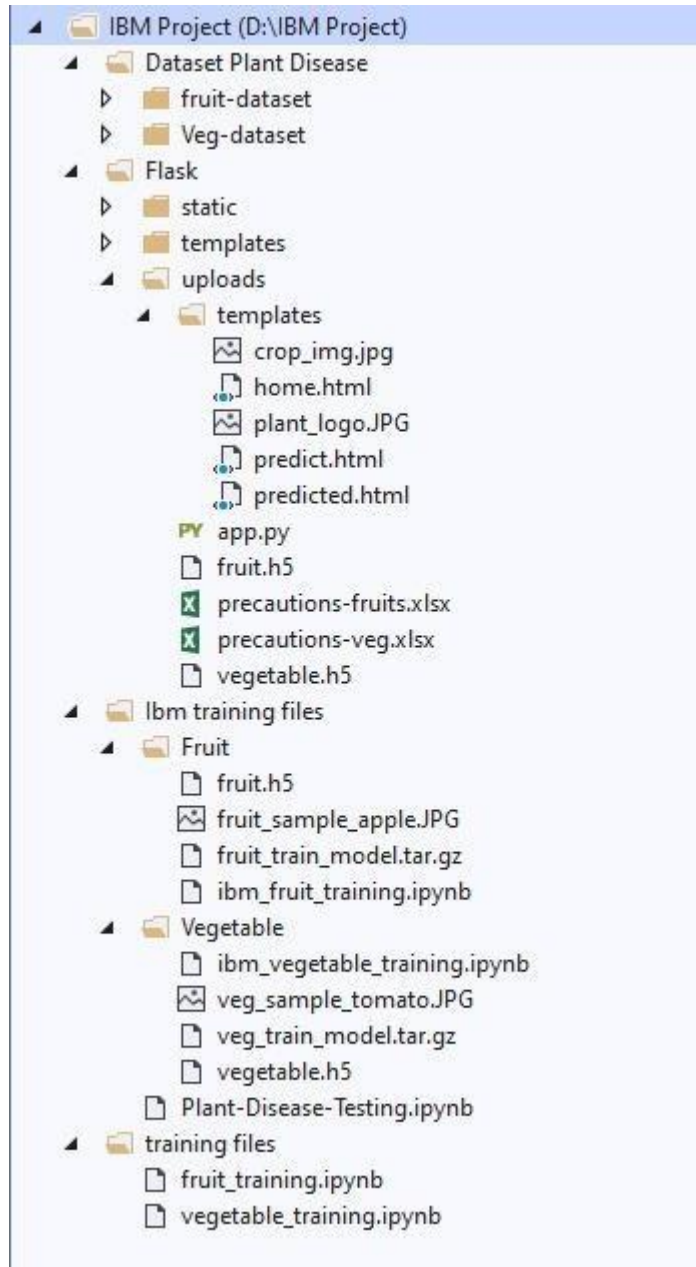 IBM Project (D:\IBM Project)
Dataset Plant Disease
fruit-dataset
Veg-dataset
Flask
static
templates
uploads
templates
crop_img.jpg
home.html
plant_logo.JPG
predict.html
predicted.html
PY app.py
fruit.h5
precautions-fruits.xlsx
precautions-veg.xlsx
vegetable.h5
Ibm training files
Fruit
fruit.h5
fruit_sample_apple.JPG
fruit_train_model.tar.gz
ibm_fruit_training.ipynb
Vegetable
ibm_vegetable_training.ipynb
veg_sample_tomato.JPG
veg_train_model.tar.gz
vegetable.h5
Plant-Disease-Testing.ipynb
training files
fruit_training.ipynb
vegetable_training.ipynb